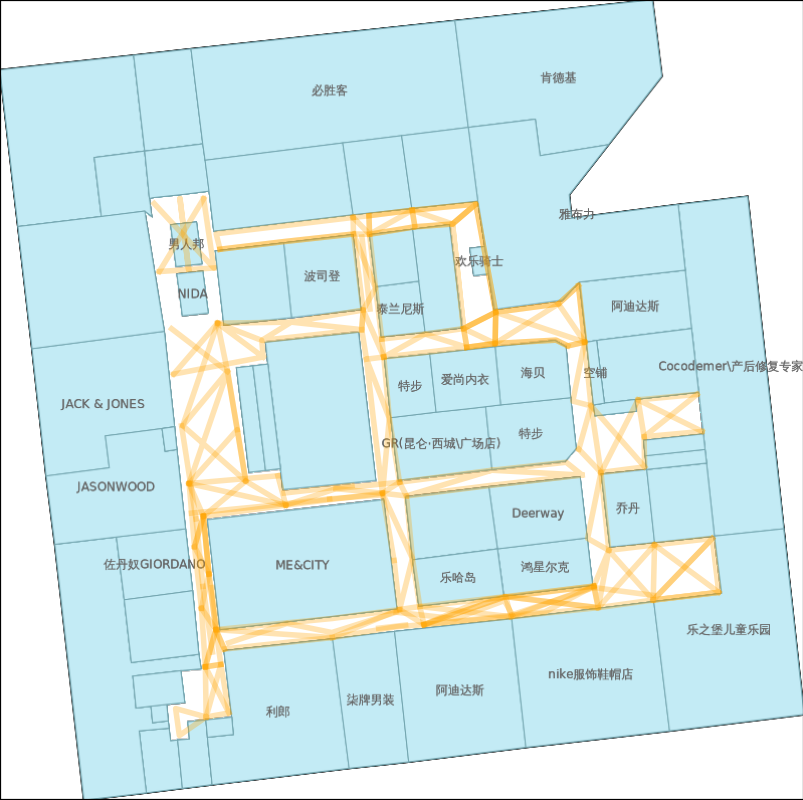 肯德基
必胜客
雅布力
男人邦
欢乐骑士
波司登
NIDA
泰兰尼斯
阿迪达斯
Cocodemer\产后修复专家
空铺
海贝
爱尚内衣
特步
JACK & JONES
特步
GR(昆仑·西城\广场店)
JASONWOOD
乔丹
Deerway
佐丹奴GIORDANO
ME&CITY
鸿星尔克
乐哈岛
乐之堡儿童乐园
nike服饰鞋帽店
阿迪达斯
柒牌男装
利郎